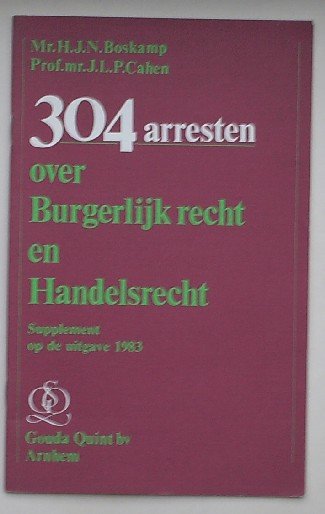 Mr.H.J.N.Boskamp
Prof.mr.J.L.P.Cahen
304 arresten
over
Burgerlijk recht
en
Handelsrecht
Supplement
op de uitgave 1983
Gouda Quint bv
Arnhem